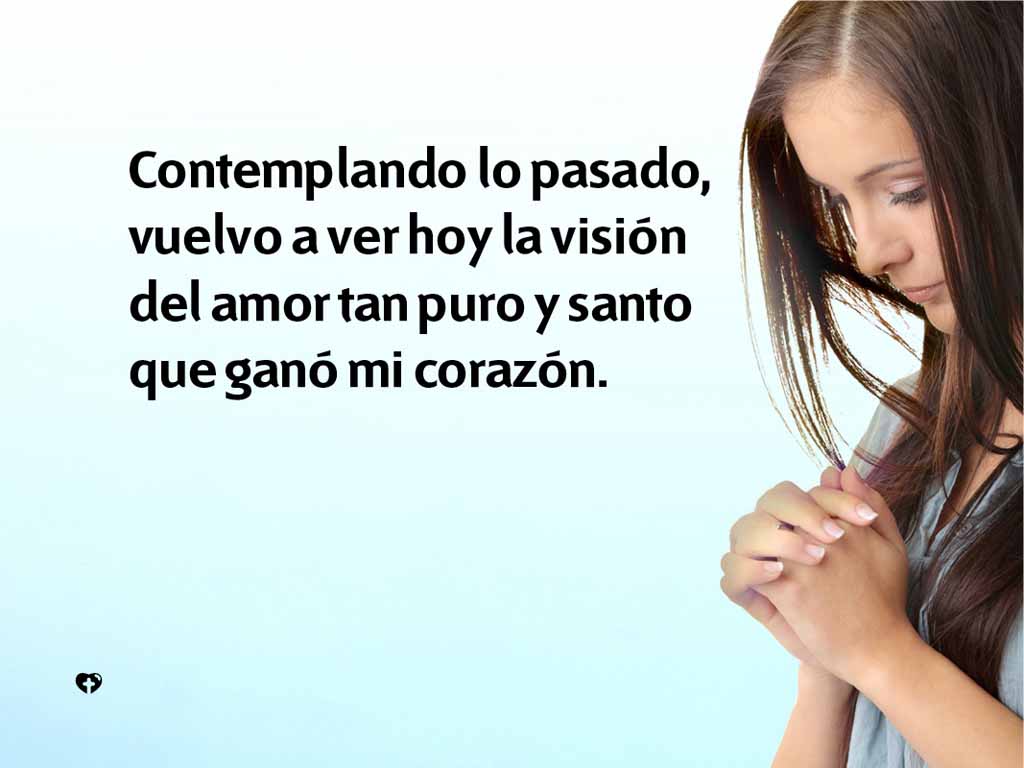 Contemplando lo pasado,
vuelvo a ver hoy la visión
del amor tan puro y santo
que ganó mi corazón.